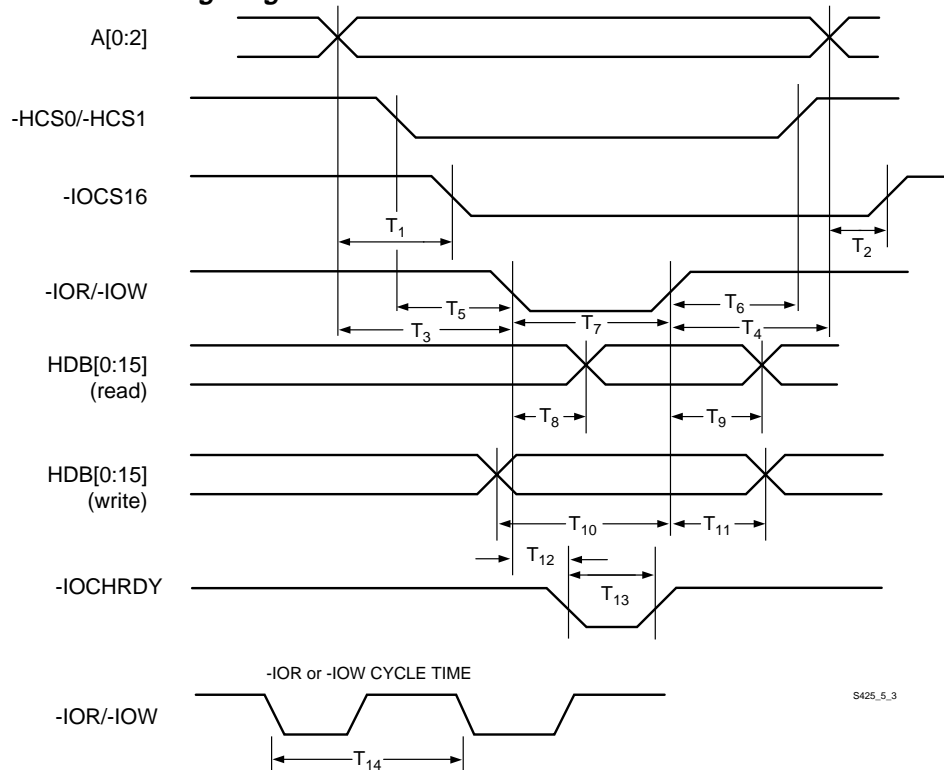 A[0:2]
-HCS0/-HCS1
-IOCS16
T1
T2
-IOR/-IOW
T5
T6
T3
T7
T4
HDB[0:15]
(read)
T8
T9
HDB[0:15]
(write)
T10
T11
T12
-IOCHRDY
T13
-IOR or -IOW CYCLE TIME
S425_5_3
-IOR/-IOW
T14